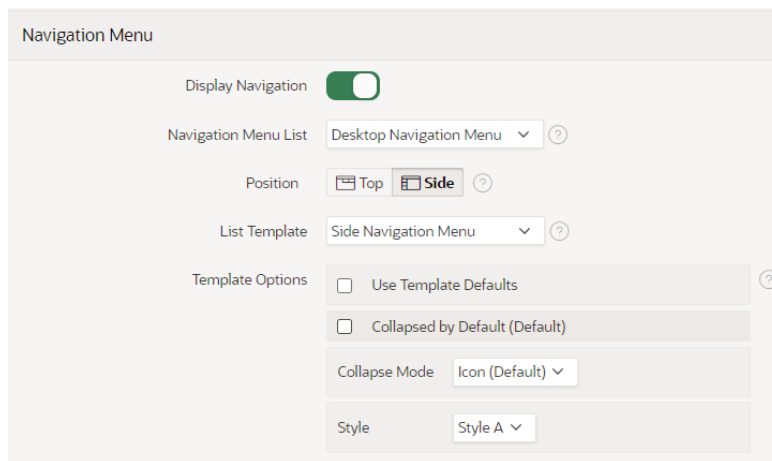 Navigation Menu
Display Navigation
Navigation Menu List Desktop Navigation Menu ?
Position Top Side ?
List Template Side Navigation Menu ?
Template Options Use Template Defaults ?
Collapsed by Default (Default)
Collapse Mode Icon (Default)
Style Style A